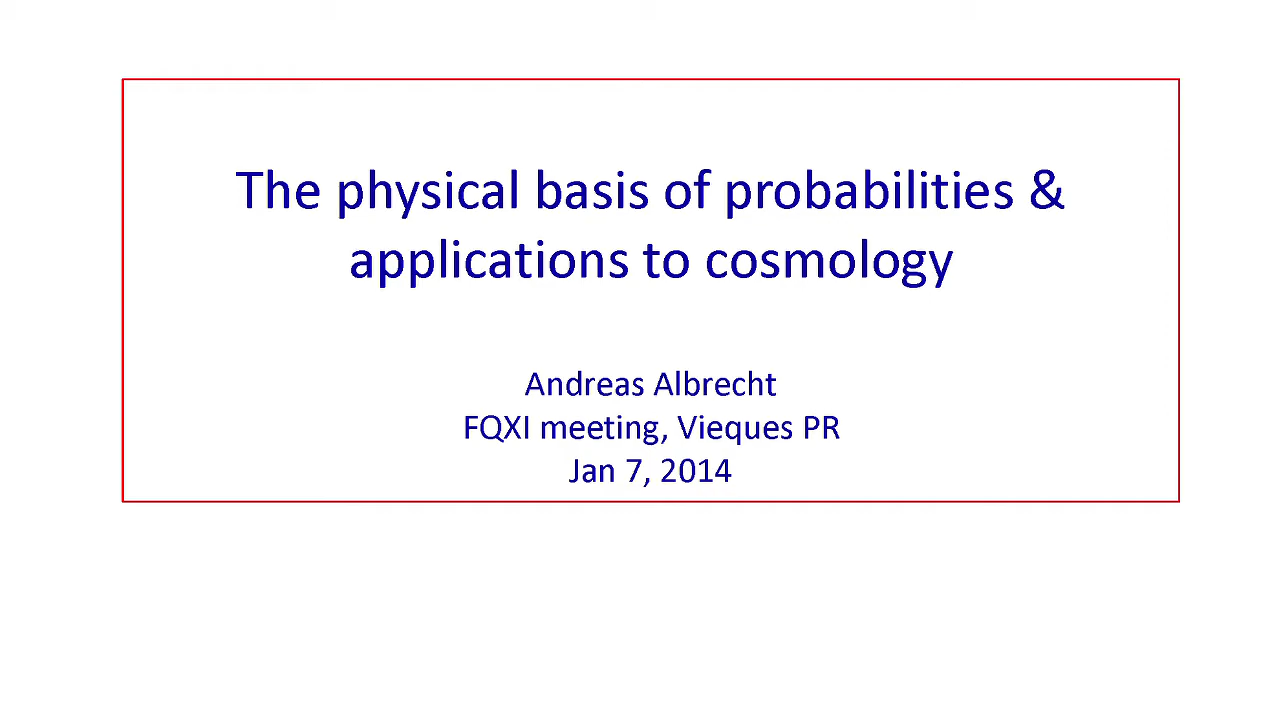 The physical basis of probabilities &
applications to cosmology
Andreas Albrecht
FQXI meeting, Vieques PR
Jan 7, 2014